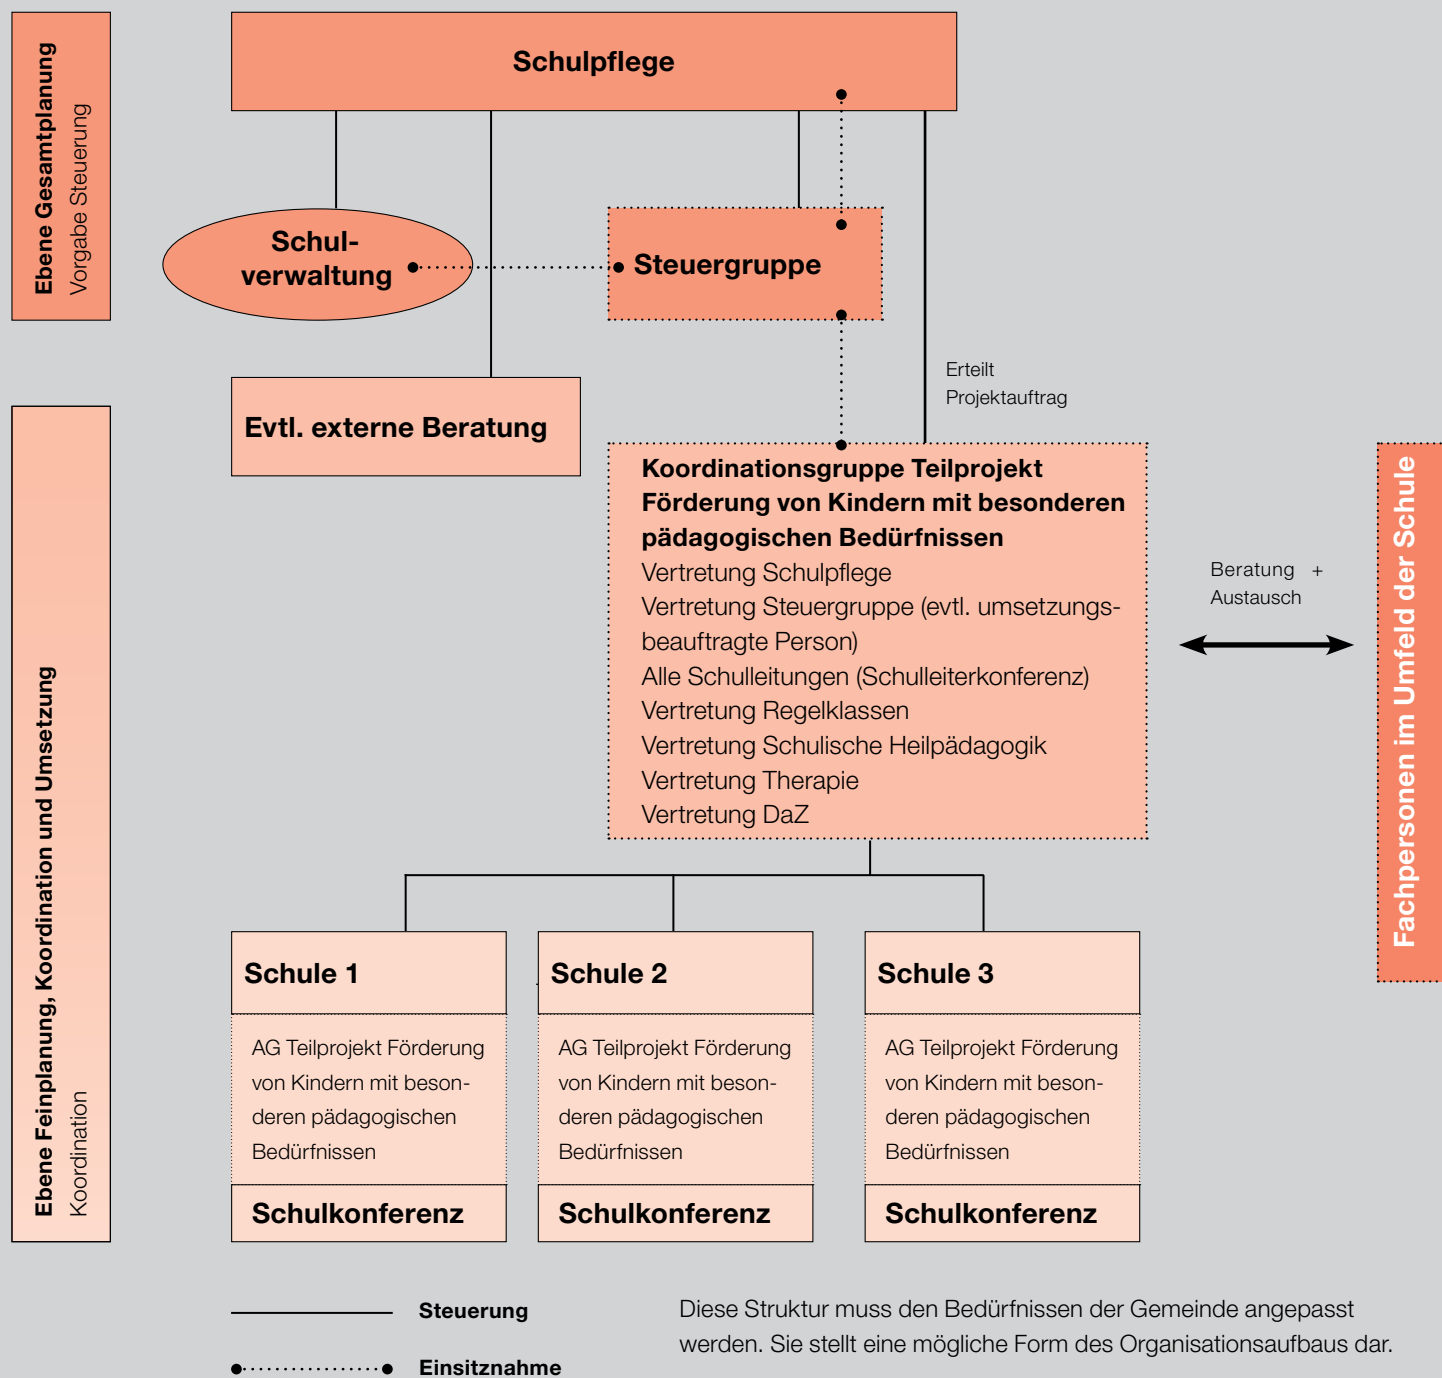 Ebene Gesamtplanung
Vorgabe Steuerung
Schulpflege
Schul-
verwaltung
Steuergruppe
Evtl. externe Beratung
Erteilt
Projektauftrag
Ebene Feinplanung, Koordination und Umsetzung
Koordination
Koordinationsgruppe Teilprojekt
Förderung von Kindern mit besonderen
pädagogischen Bedürfnissen
Vertretung Schulpflege
Vertretung Steuergruppe (evtl. umsetzungs-
beauftragte Person)
Alle Schulleitungen (Schulleiterkonferenz)
Vertretung Regelklassen
Vertretung Schulische Heilpädagogik
Vertretung Therapie
Vertretung DaZ
Beratung +
Austausch
Fachpersonen im Umfeld der Schule
Schule 1
AG Teilprojekt Förderung
von Kindern mit beson-
deren pädagogischen
Bedürfnissen
Schulkonferenz
Schule 2
AG Teilprojekt Förderung
von Kindern mit beson-
deren pädagogischen
Bedürfnissen
Schulkonferenz
Schule 3
AG Teilprojekt Förderung
von Kindern mit beson-
deren pädagogischen
Bedürfnissen
Schulkonferenz
Steuerung
Einsitznahme
Diese Struktur muss den Bedürfnissen der Gemeinde angepasst
werden. Sie stellt eine mögliche Form des Organisationsaufbaus dar.